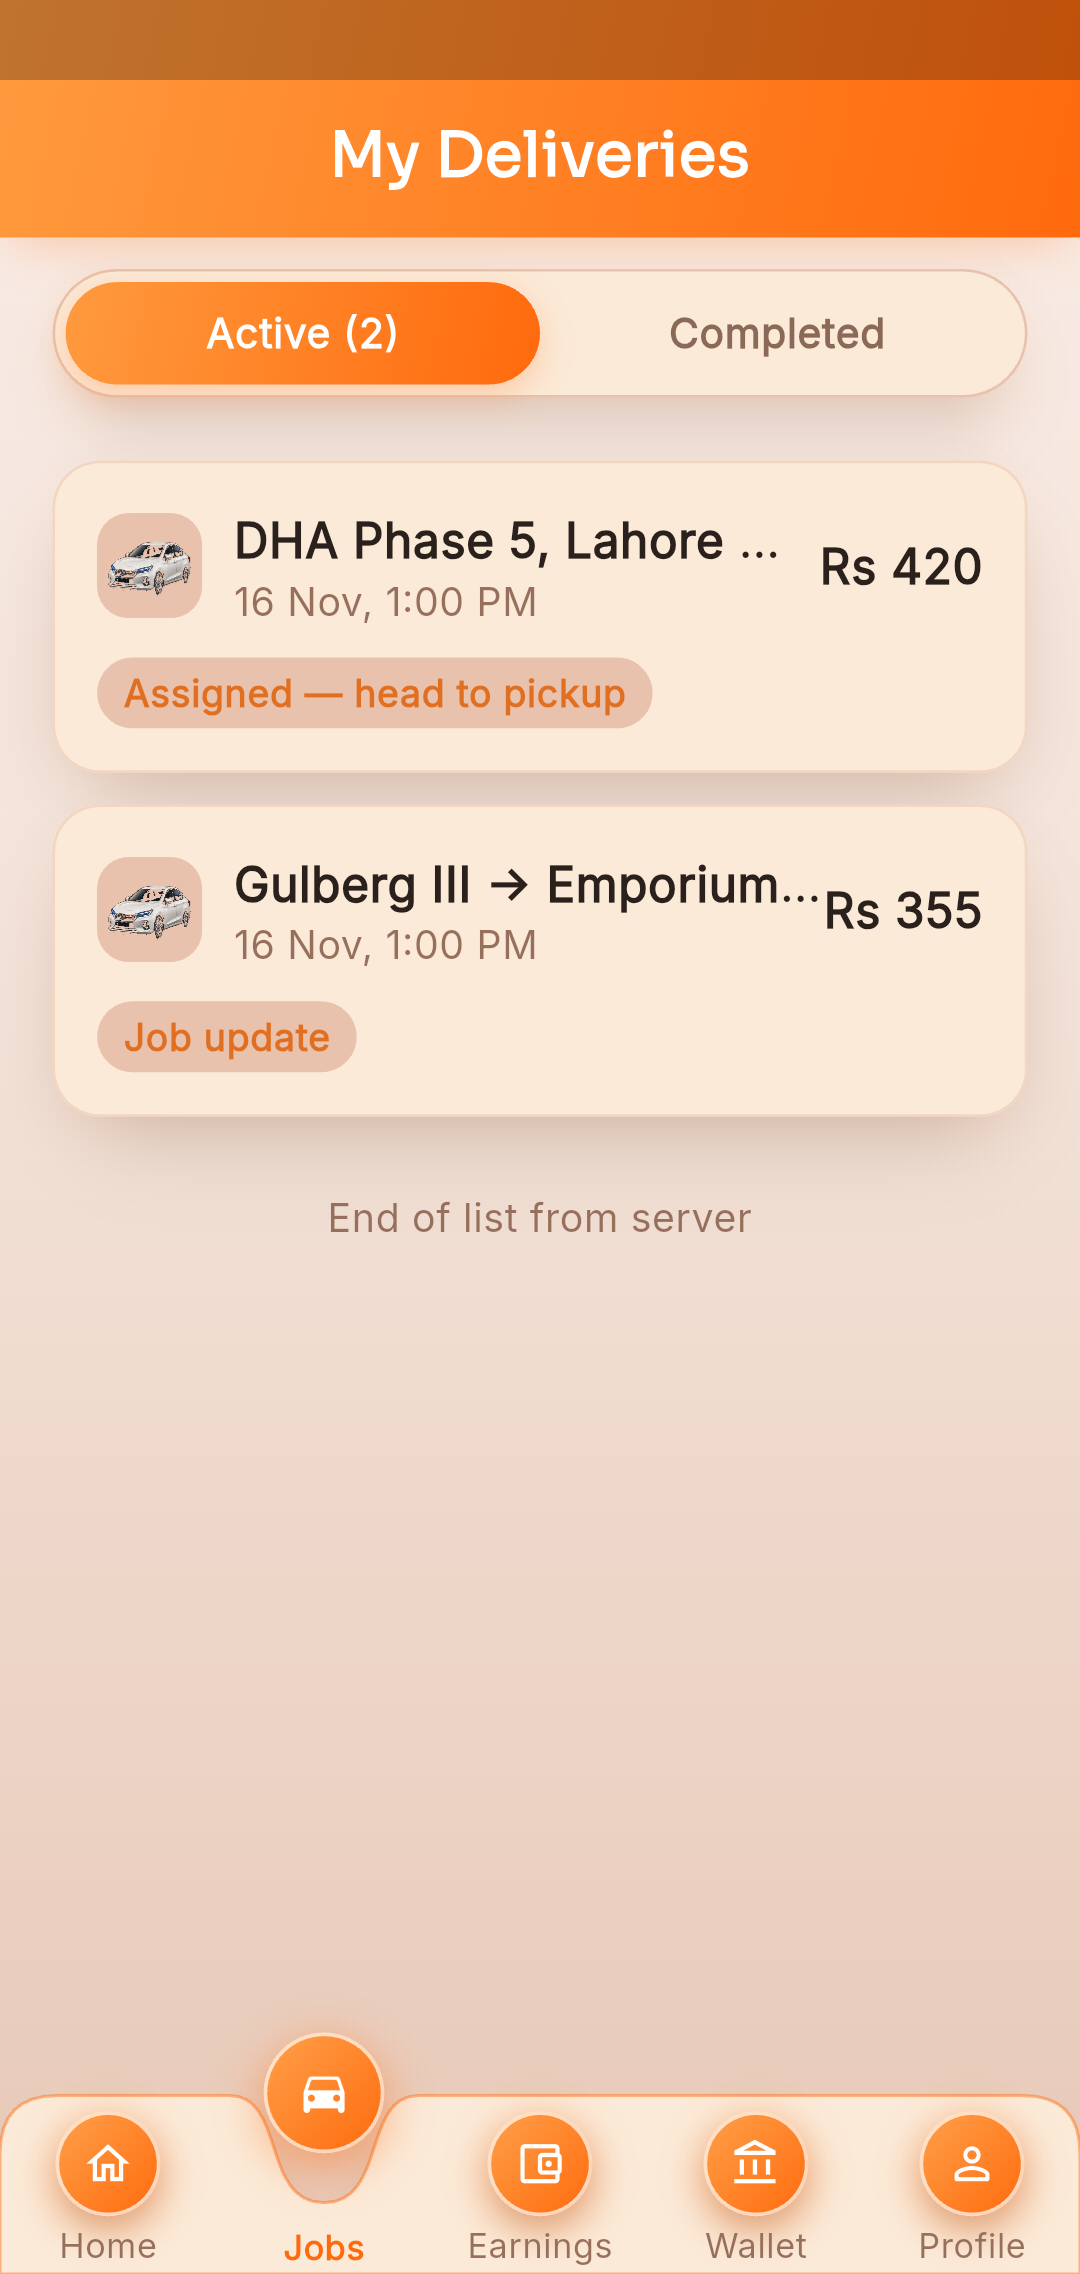 My Deliveries
Active (2)
Completed
DHA Phase 5, Lahore ...
Rs 420
16 Nov, 1:00 PM
Assigned — head to pickup
Gulberg III → Emporium...
Rs 355
16 Nov, 1:00 PM
Job update
End of list from server
Home
Jobs
Earnings
Wallet
Profile